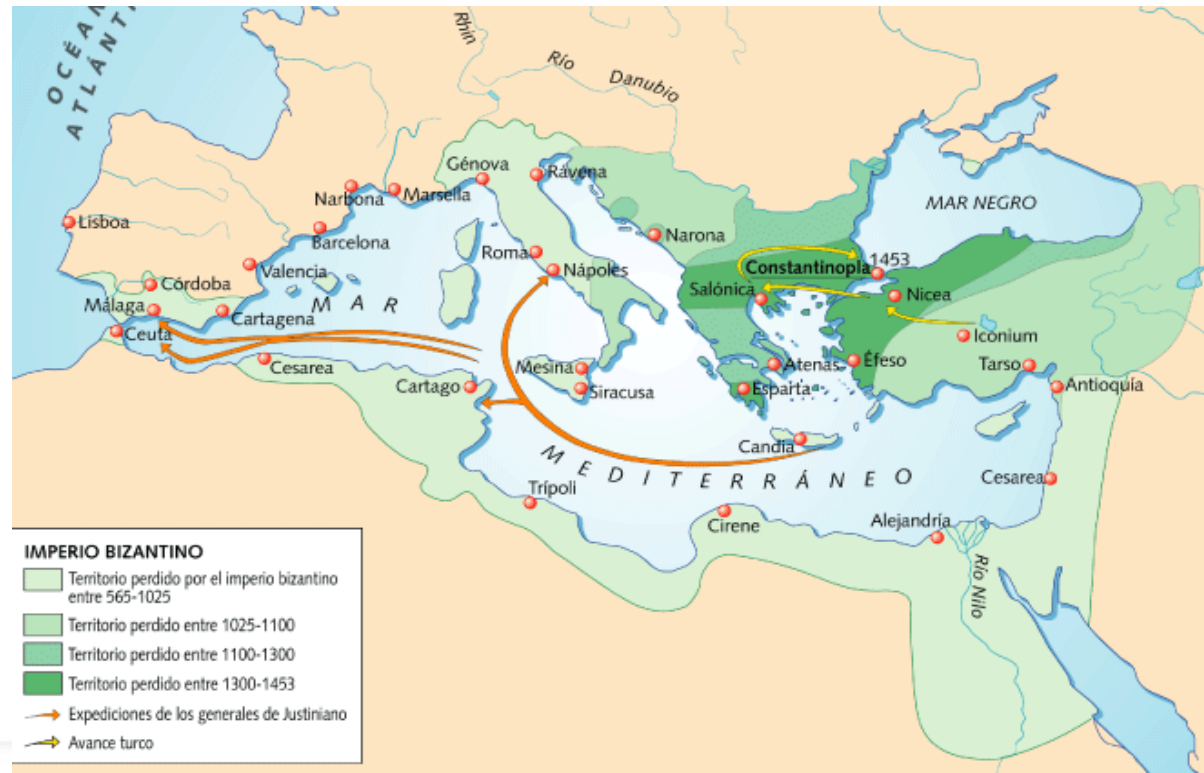 OCÉANO
ATLÁNTICO
Rhin
Río Danubio
Génova
Rávena
Narbona
Marsella
MAR NEGRO
Lisboa
Barcelona
Narona
Roma
Constantinopla
1453
Valencia
Nápoles
Córdoba
Salónica
Nicea
Málaga
MAR
Cartagena
Ceuta
Iconium
Cesarea
Mesina
Atenas
Éfeso
Tarso
Cartago
Siracusa
Esparta
Antioquía
Candia
MEDITERRÁNEO
Cesarea
Trípoli
Cirene
Alejandría
Río Nilo
IMPERIO BIZANTINO
Territorio perdido por el imperio bizantino
entre 565-1025
Territorio perdido entre 1025-1100
Territorio perdido entre 1100-1300
Territorio perdido entre 1300-1453
Expediciones de los generales de Justiniano
Avance turco